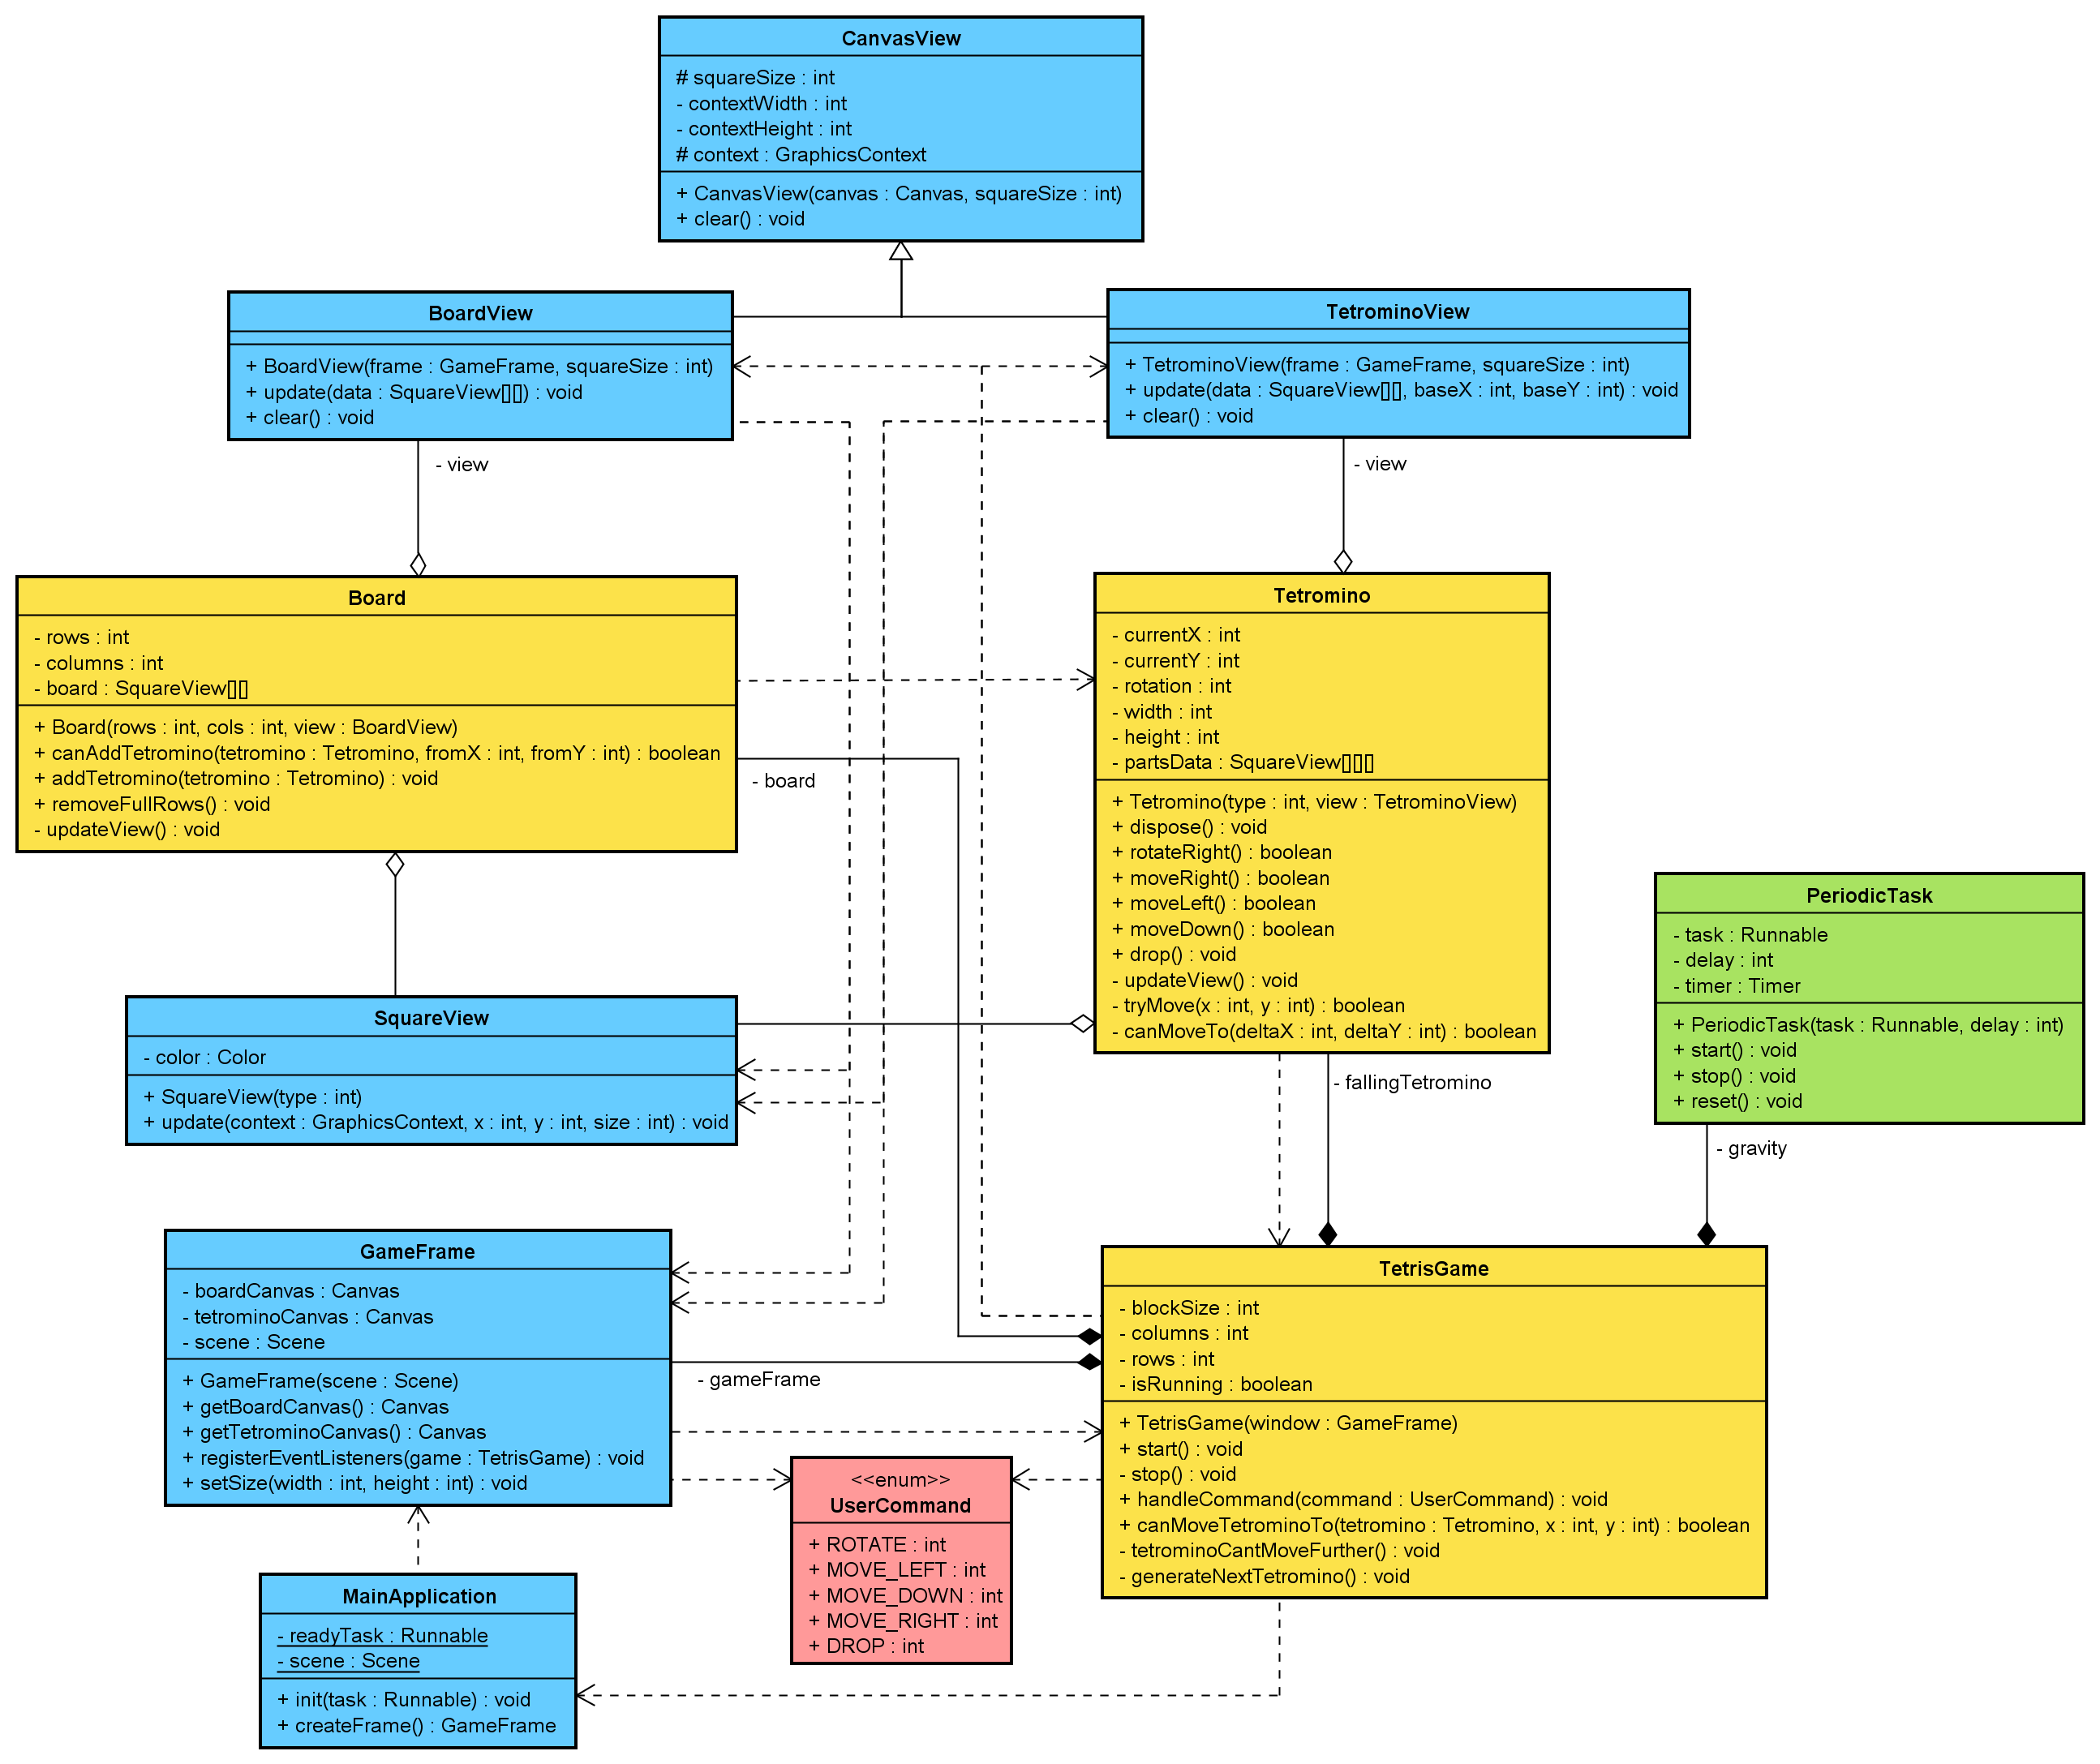 CanvasView
# squareSize : int
- contextWidth : int
- contextHeight : int
# context : GraphicsContext
+ CanvasView(canvas : Canvas, squareSize : int)
+ clear() : void
BoardView
+ BoardView(frame : GameFrame, squareSize : int)
+ update(data : SquareView[][]) : void
+ clear() : void
TetrominoView
+ TetrominoView(frame : GameFrame, squareSize : int)
+ update(data : SquareView[][], baseX : int, baseY : int) : void
+ clear() : void
- view
- view
Board
- rows : int
- columns : int
- board : SquareView[][]
+ Board(rows : int, cols : int, view : BoardView)
+ canAddTetromino(tetromino : Tetromino, fromX : int, fromY : int) : boolean
+ addTetromino(tetromino : Tetromino) : void
+ removeFullRows() : void
- updateView() : void
- board
Tetromino
- currentX : int
- currentY : int
- rotation : int
- width : int
- height : int
- partsData : SquareView[][][]
+ Tetromino(type : int, view : TetrominoView)
+ dispose() : void
+ rotateRight() : boolean
+ moveRight() : boolean
+ moveLeft() : boolean
+ moveDown() : boolean
+ drop() : void
- updateView() : void
- tryMove(x : int, y : int) : boolean
- canMoveTo(deltaX : int, deltaY : int) : boolean
- fallingTetromino
PeriodicTask
- task : Runnable
- delay : int
- timer : Timer
+ PeriodicTask(task : Runnable, delay : int)
+ start() : void
+ stop() : void
+ reset() : void
- gravity
SquareView
- color : Color
+ SquareView(type : int)
+ update(context : GraphicsContext, x : int, y : int, size : int) : void
GameFrame
- boardCanvas : Canvas
- tetrominoCanvas : Canvas
- scene : Scene
+ GameFrame(scene : Scene)
+ getBoardCanvas() : Canvas
+ getTetrominoCanvas() : Canvas
+ registerEventListeners(game : TetrisGame) : void
+ setSize(width : int, height : int) : void
- gameFrame
TetrisGame
- blockSize : int
- columns : int
- rows : int
- isRunning : boolean
+ TetrisGame(window : GameFrame)
+ start() : void
- stop() : void
+ handleCommand(command : UserCommand) : void
+ canMoveTetrominoTo(tetromino : Tetromino, x : int, y : int) : boolean
- tetrominoCantMoveFurther() : void
- generateNextTetromino() : void
<<enum>>
UserCommand
+ ROTATE : int
+ MOVE_LEFT : int
+ MOVE_DOWN : int
+ MOVE_RIGHT : int
+ DROP : int
MainApplication
- readyTask : Runnable
- scene : Scene
+ init(task : Runnable) : void
+ createFrame() : GameFrame